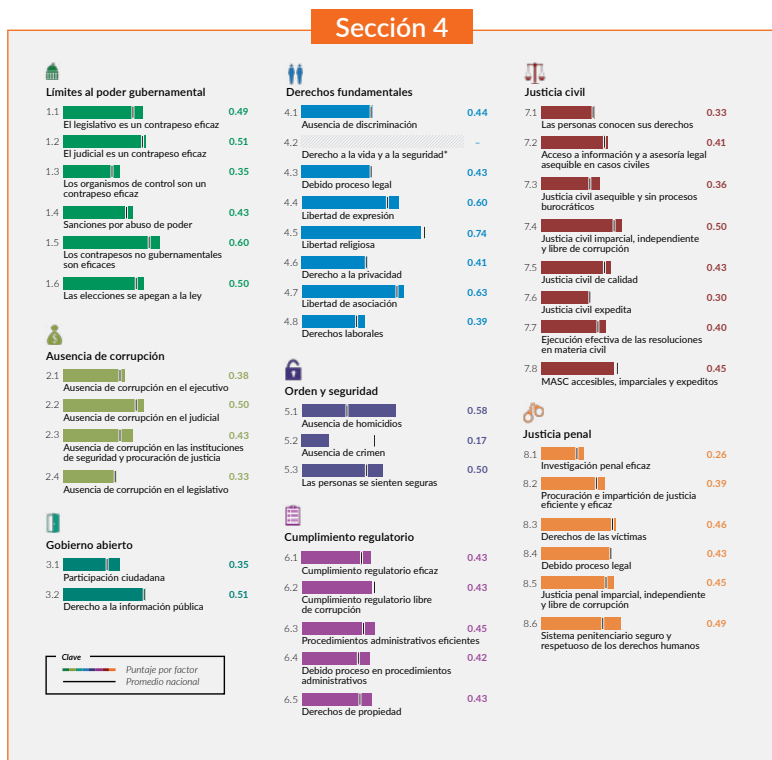 Sección 4
Límites al poder gubernamental
1.1 0.49
El legislativo es un contrapeso eficaz
1.2 0.51
El judicial es un contrapeso eficaz
1.3 0.35
Los organismos de control son un
contrapeso eficaz
1.4 0.43
Sanciones por abuso de poder
1.5 0.60
Los contrapesos no gubernamentales
son eficaces
1.6 0.50
Las elecciones se apegan a la ley
Ausencia de corrupción
2.1 0.38
Ausencia de corrupción en el ejecutivo
2.2 0.50
Ausencia de corrupción en el judicial
2.3 0.43
Ausencia de corrupción en las instituciones
de seguridad y procuración de justicia
2.4 0.33
Ausencia de corrupción en el legislativo
Gobierno abierto
3.1 0.35
Participación ciudadana
3.2 0.51
Derecho a la información pública
Clave
Puntaje por factor
Promedio nacional
Derechos fundamentales
4.1 0.44
Ausencia de discriminación
4.2 –
Derecho a la vida y a la seguridad*
4.3 0.43
Debido proceso legal
4.4 0.60
Libertad de expresión
4.5 0.74
Libertad religiosa
4.6 0.41
Derecho a la privacidad
4.7 0.63
Libertad de asociación
4.8 0.39
Derechos laborales
Orden y seguridad
5.1 0.58
Ausencia de homicidios
5.2 0.17
Ausencia de crimen
5.3 0.50
Las personas se sienten seguras
Cumplimiento regulatorio
6.1 0.43
Cumplimiento regulatorio eficaz
6.2 0.43
Cumplimiento regulatorio libre
de corrupción
6.3 0.45
Procedimientos administrativos eficientes
6.4 0.42
Debido proceso en procedimientos
administrativos
6.5 0.43
Derechos de propiedad
Justicia civil
7.1 0.33
Las personas conocen sus derechos
7.2 0.41
Acceso a información y a asesoría legal
asequible en casos civiles
7.3 0.36
Justicia civil asequible y sin procesos
burocráticos
7.4 0.50
Justicia civil imparcial, independiente
y libre de corrupción
7.5 0.43
Justicia civil de calidad
7.6 0.30
Justicia civil expedita
7.7 0.40
Ejecución efectiva de las resoluciones
en materia civil
7.8 0.45
MASC accesibles, imparciales y expeditos
Justicia penal
8.1 0.26
Investigación penal eficaz
8.2 0.39
Procuración e impartición de justicia
eficiente y eficaz
8.3 0.46
Derechos de las víctimas
8.4 0.43
Debido proceso legal
8.5 0.45
Justicia penal imparcial, independiente
y libre de corrupción
8.6 0.49
Sistema penitenciario seguro y
respetuoso de los derechos humanos